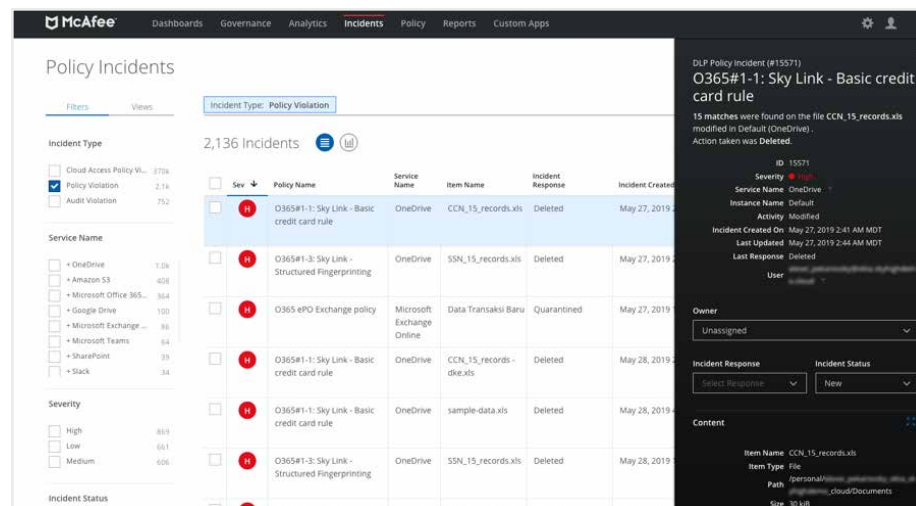 McAfee Dashboards Governance Analytics Incidents Policy Reports Custom Apps
Policy Incidents
Filters Views
Incident Type
Cloud Access Policy Vi... 370k
Policy Violation 2.1k
Audit Violation 752
Service Name
+ OneDrive 1.0k
+ Amazon S3 408
+ Microsoft Office 365... 364
+ Google Drive 100
+ Microsoft Exchange ... 86
+ Microsoft Teams 64
+ SharePoint 39
+ Slack 34
Severity
High 869
Low 661
Medium 606
Incident Status
Incident Type: Policy Violation
2,136 Incidents
Sev Policy Name Service Name Item Name Incident Response Incident Created
H O365#1-1: Sky Link - Basic credit card rule OneDrive CCN_15_records.xls Deleted May 27, 2019
H O365#1-3: Sky Link - Structured Fingerprinting OneDrive SSN_15_records.xls Deleted May 27, 2019
H O365 ePO Exchange policy Microsoft Exchange Online Data Transaksi Baru Quarantined May 27, 2019
H O365#1-1: Sky Link - Basic credit card rule OneDrive CCN_15_records - dke.xls Deleted May 28, 2019
H O365#1-1: Sky Link - Basic credit card rule OneDrive sample-data.xls Deleted May 28, 2019
H O365#1-3: Sky Link - Structured Fingerprinting OneDrive SSN_15_records.xls Deleted May 28, 2019
DLP Policy Incident (#15571)
O365#1-1: Sky Link - Basic credit
card rule
15 matches were found on the file CCN_15_records.xls
modified in Default (OneDrive) .
Action taken was Deleted.
ID 15571
Severity High
Service Name OneDrive
Instance Name Default
Activity Modified
Incident Created On May 27, 2019 2:41 AM MDT
Last Updated May 27, 2019 2:44 AM MDT
Last Response Deleted
User
Owner
Unassigned
Incident Response Incident Status
Select Response New
Content
Item Name CCN_15_records.xls
Item Type File
Path /personal/
_cloud/Documents
Size 30 kiB